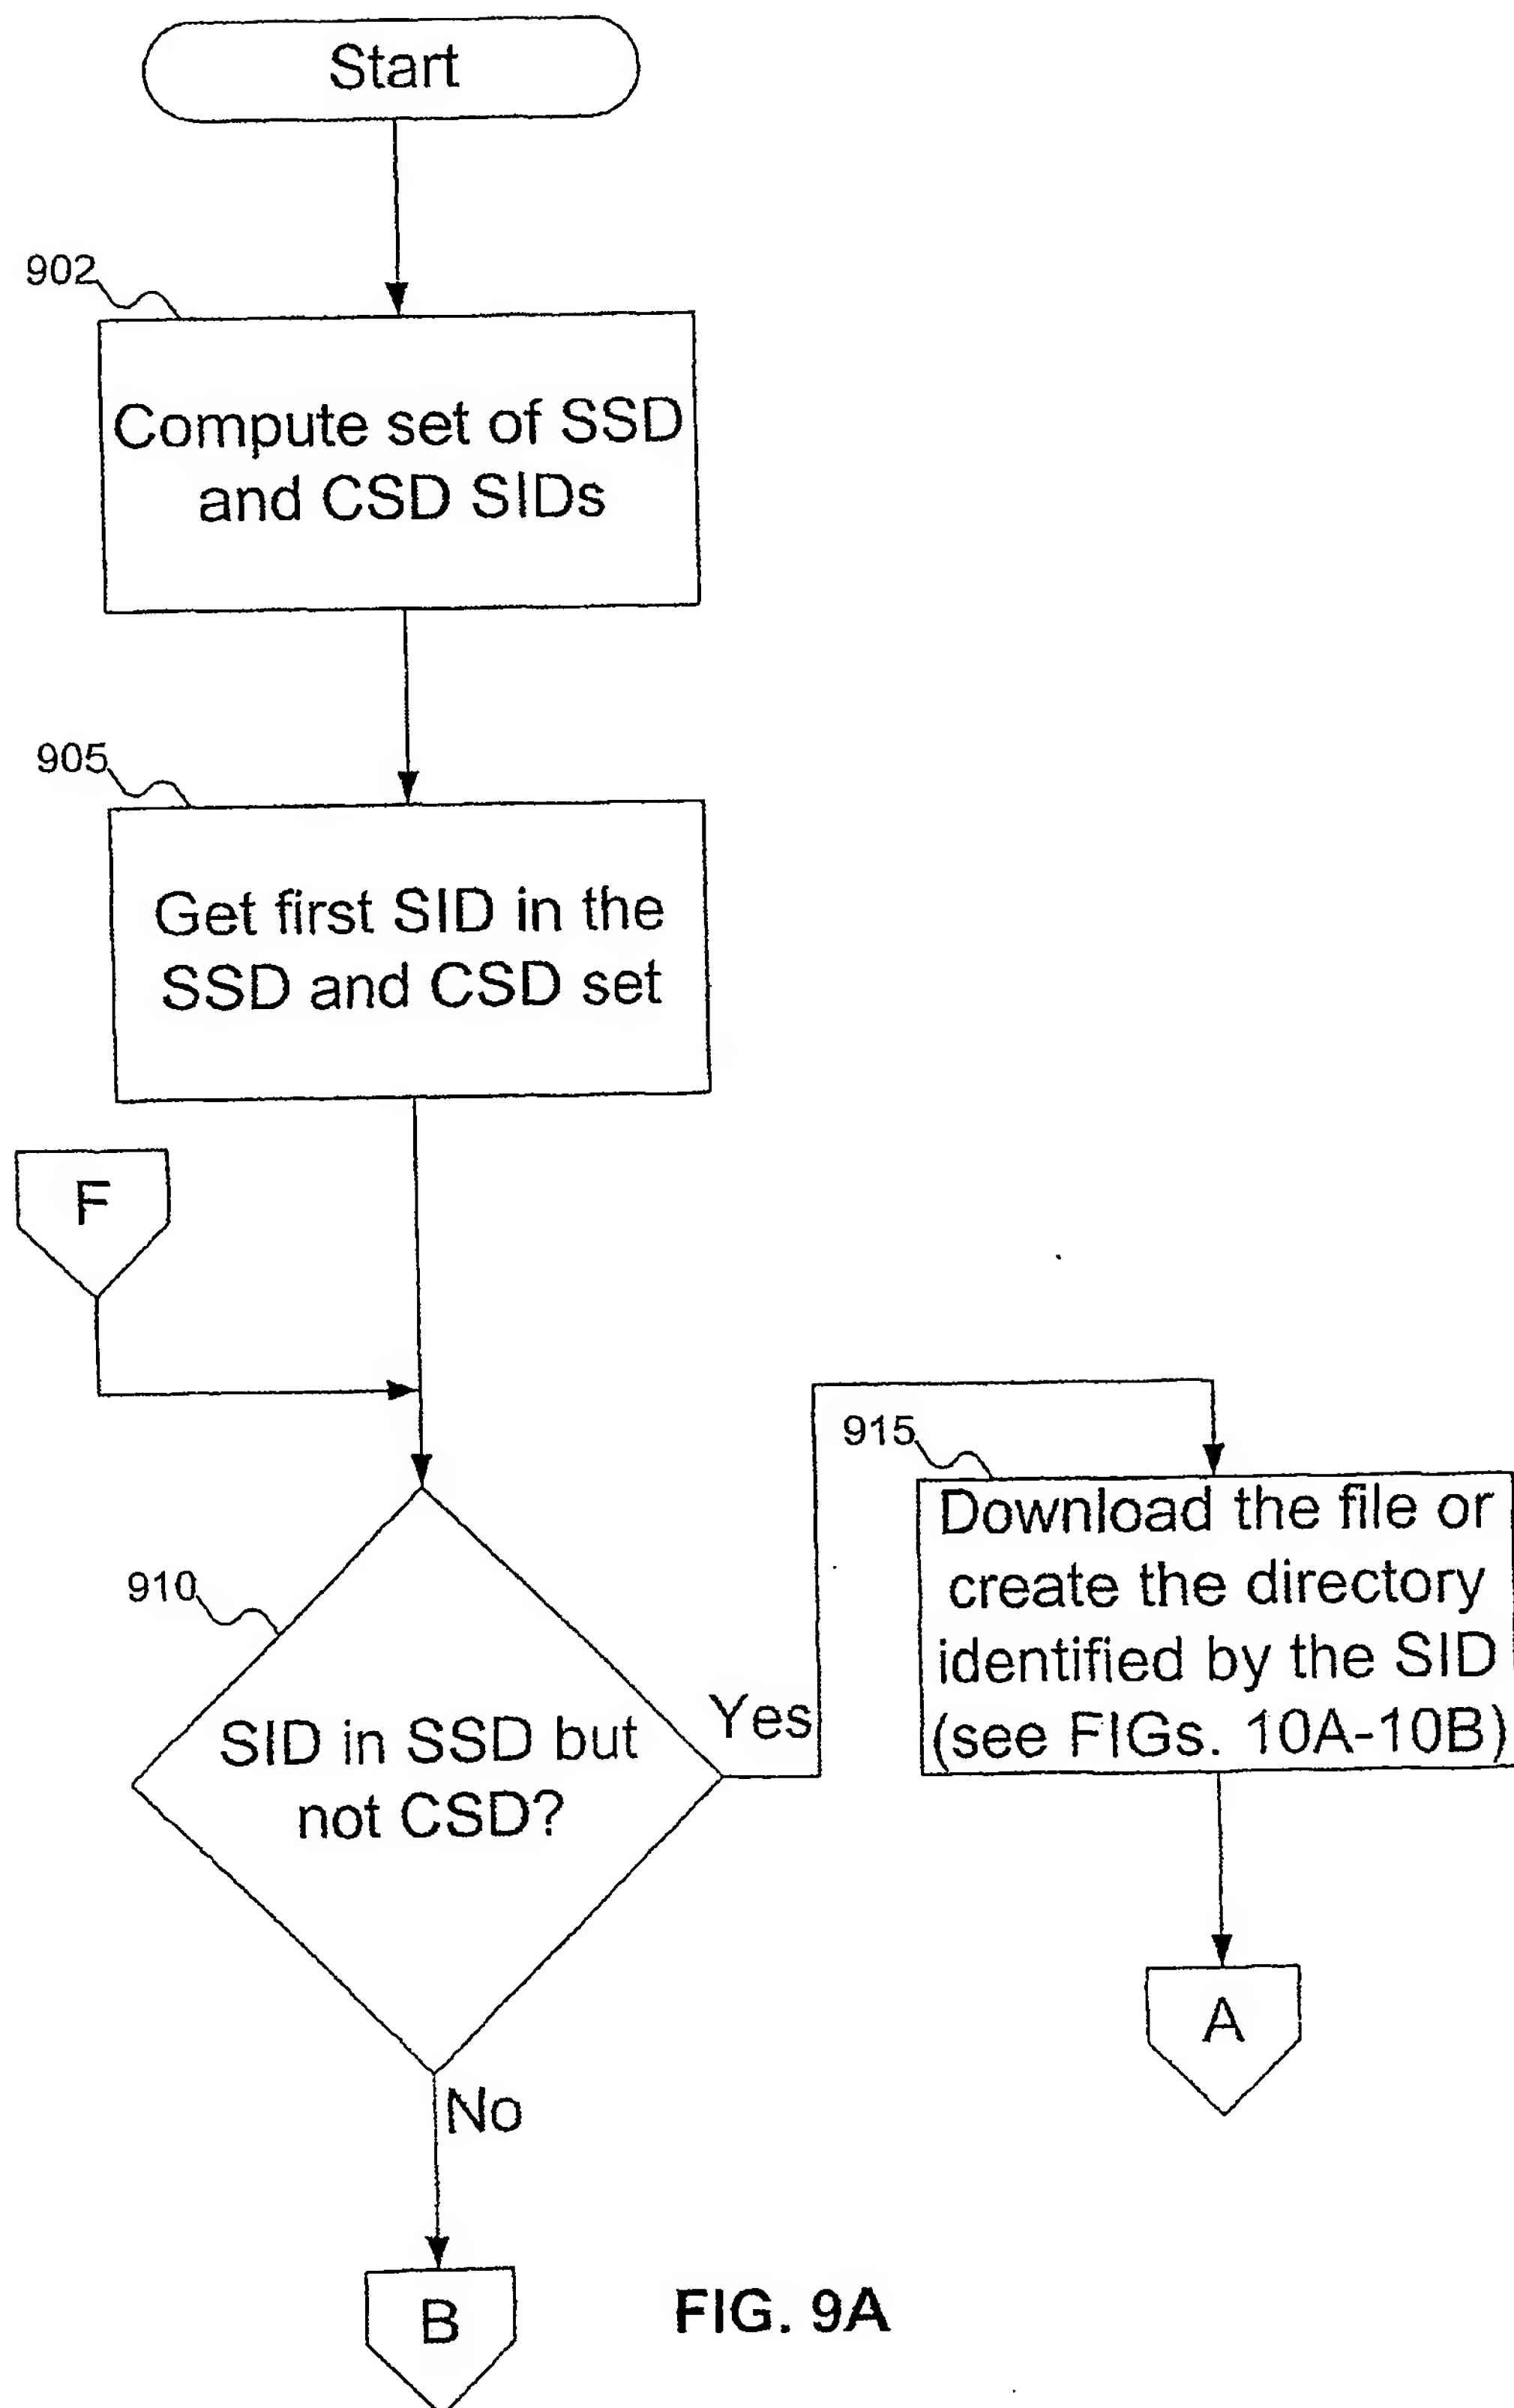 Start
902
Compute set of SSD
and CSD SIDs
905
Get first SID in the
SSD and CSD set
F
915
Download the file or
create the directory
identified by the SID
(see FIGs. 10A-10B)
910
SID in SSD but
not CSD?
Yes
A
No
B
FIG. 9A